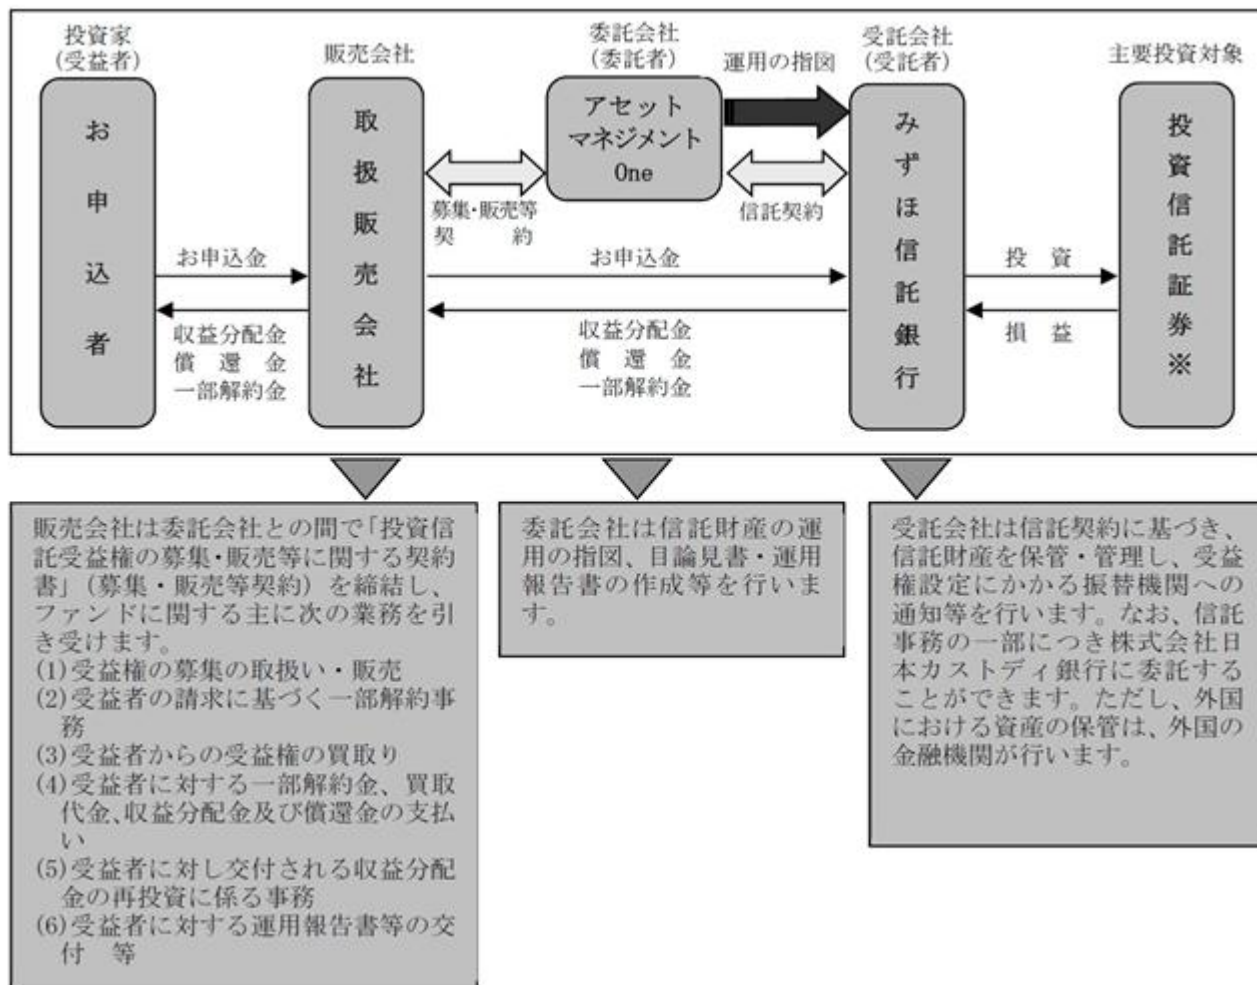 投資家
(受益者)
販売会社
委託会社
(委託者)
運用の指図
受託会社
(受託者)
主要投資対象
お申込者
取扱販売会社
アセット
マネジメント
One
みずほ信託銀行
投資信託証券※
募集・販売等
契 約
信託契約
お申込金
お申込金
投 資
収益分配金
償 還 金
一部解約金
収益分配金
償 還 金
一部解約金
損 益
販売会社は委託会社との間で「投資信
託受益権の募集・販売等に関する契約
書」(募集・販売等契約)を締結し、
ファンドに関する主に次の業務を引
き受けます。
(1)受益権の募集の取扱い・販売
(2)受益者の請求に基づく一部解約事
務
(3)受益者からの受益権の買取り
(4)受益者に対する一部解約金、買取
代金、収益分配金及び償還金の支払
い
(5)受益者に対し交付される収益分配
金の再投資に係る事務
(6)受益者に対する運用報告書等の交
付 等
委託会社は信託財産の運
用の指図、目論見書・運用
報告書の作成等を行いま
す。
受託会社は信託契約に基づき、
信託財産を保管・管理し、受益
権設定にかかる振替機関への
通知等を行います。なお、信託
事務の一部につき株式会社日
本カストディ銀行に委託する
ことができます。ただし、外国
における資産の保管は、外国の
金融機関が行います。